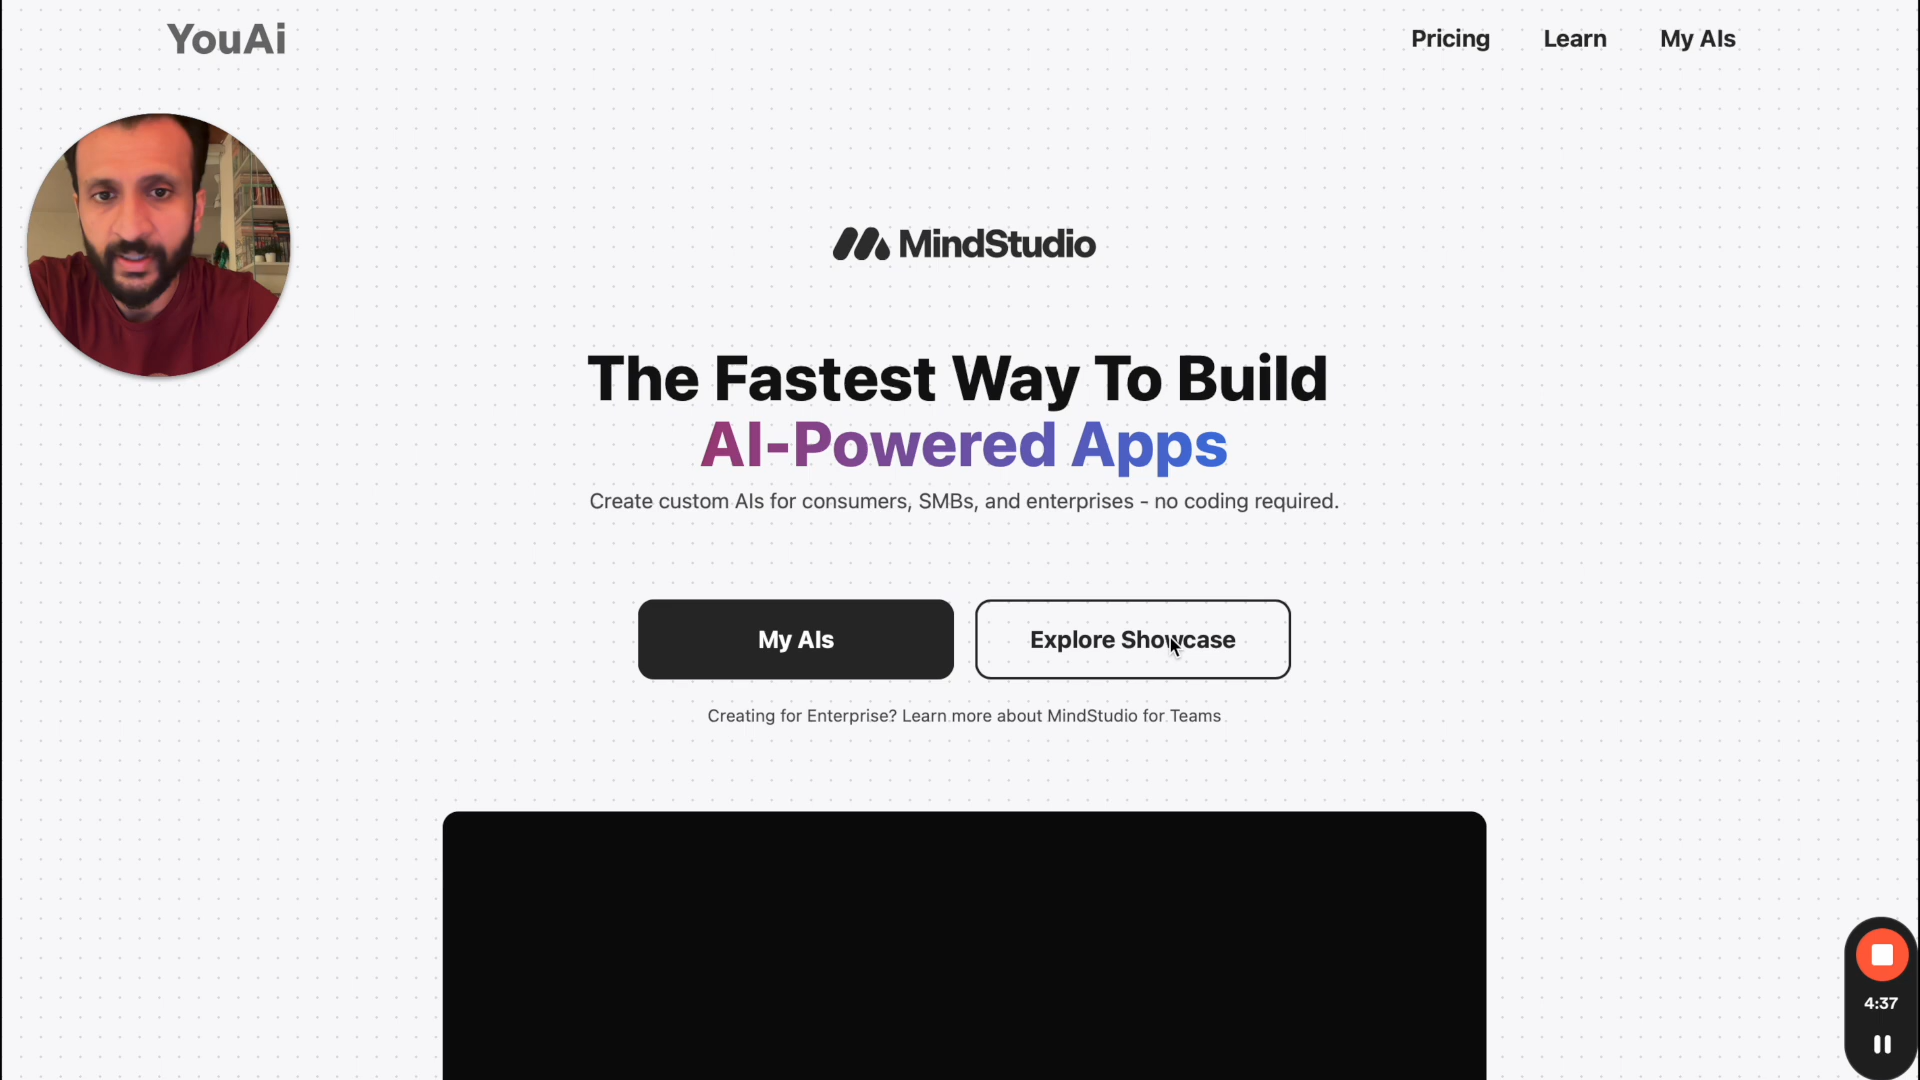 YouAi
Pricing
Learn
My AIs
MindStudio
The Fastest Way To Build
AI-Powered Apps
Create custom AIs for consumers, SMBs, and enterprises - no coding required.
My AIs
Explore Showcase
Creating for Enterprise? Learn more about MindStudio for Teams
4:37